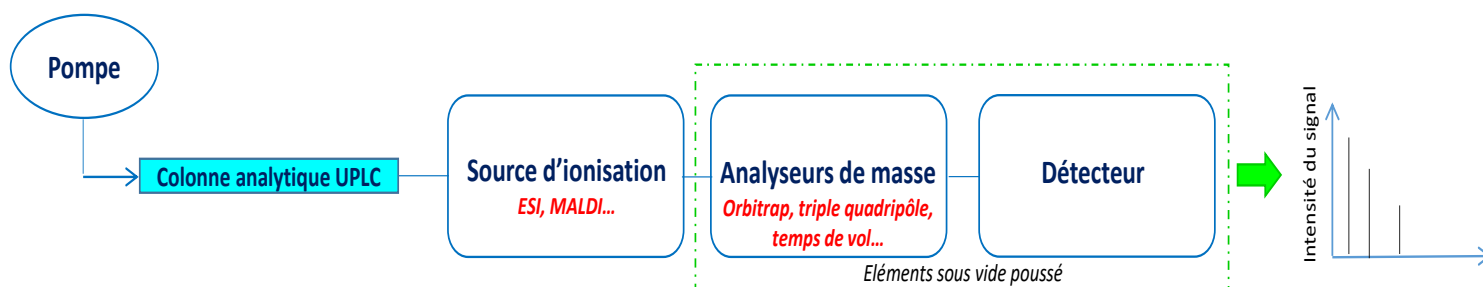 Pompe
Colonne analytique UPLC
Source d’ionisation
ESI, MALDI…
Analyseurs de masse
Orbitrap, triple quadripôle,
temps de vol…
Détecteur
Eléments sous vide poussé
Intensité du signal